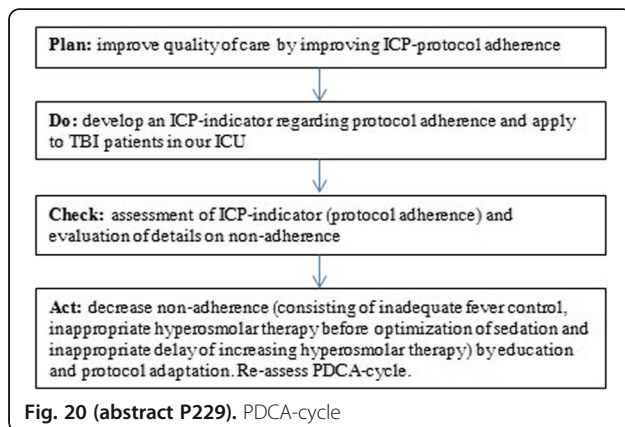 Plan: improve quality of care by improving ICP-protocol adherence
Do: develop an ICP-indicator regarding protocol adherence and apply
to TBI patients in our ICU
Check: assessment of ICP-indicator (protocol adherence) and
evaluation of details on non-adherence
Act: decrease non-adherence (consisting of inadequate fever control,
inappropriate hyperosmolar therapy before optimization of sedation and
inappropriate delay of increasing hyperosmolar therapy) by education
and protocol adaptation. Re-assess PDCA-cycle.
Fig. 20 (abstract P229). PDCA-cycle